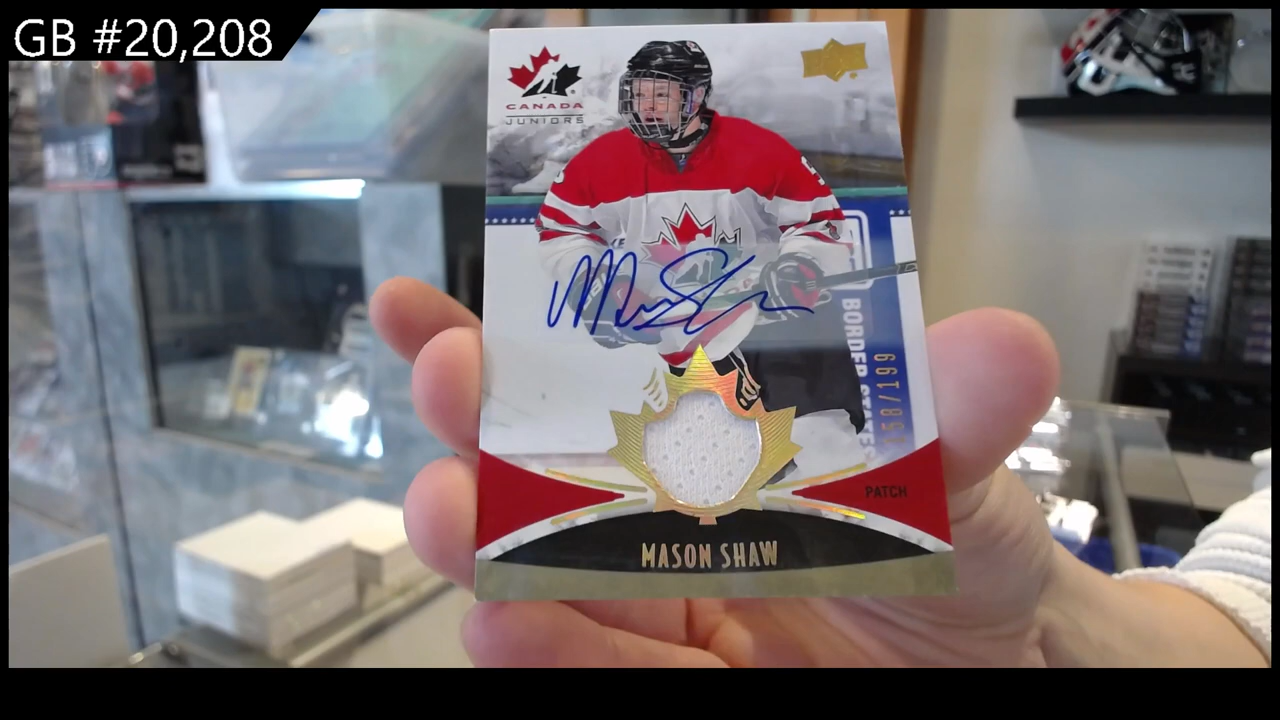 GB #20,208
CANADA
JUNIORS
BORDER STATES
158/199
PATCH
MASON SHAW